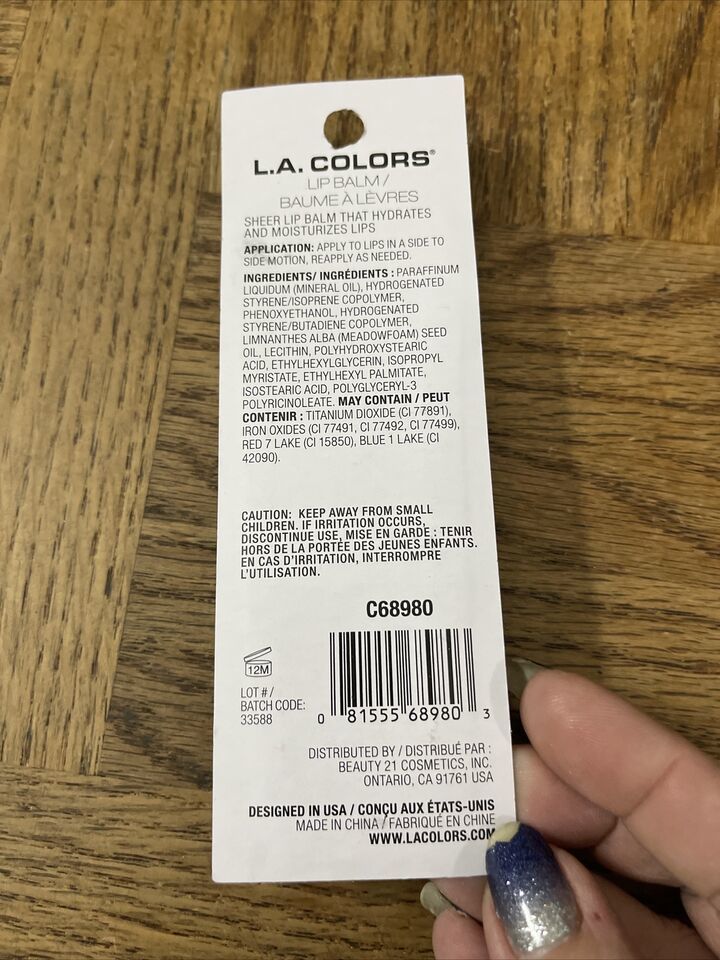 L.A. COLORS®
LIP BALM /
BAUME À LÈVRES
SHEER LIP BALM THAT HYDRATES
AND MOISTURIZES LIPS
APPLICATION: APPLY TO LIPS IN A SIDE TO
SIDE MOTION, REAPPLY AS NEEDED.
INGREDIENTS/ INGRÉDIENTS : PARAFFINUM
LIQUIDUM (MINERAL OIL), HYDROGENATED
STYRENE/ISOPRENE COPOLYMER,
PHENOXYETHANOL, HYDROGENATED
STYRENE/BUTADIENE COPOLYMER,
LIMNANTHES ALBA (MEADOWFOAM) SEED
OIL, LECITHIN, POLYHYDROXYSTEARIC
ACID, ETHYLHEXYLGLYCERIN, ISOPROPYL
MYRISTATE, ETHYLHEXYL PALMITATE,
ISOSTEARIC ACID, POLYGLYCERYL-3
POLYRICINOLEATE. MAY CONTAIN / PEUT
CONTENIR : TITANIUM DIOXIDE (CI 77891),
IRON OXIDES (CI 77491, CI 77492, CI 77499),
RED 7 LAKE (CI 15850), BLUE 1 LAKE (CI
42090).
CAUTION: KEEP AWAY FROM SMALL
CHILDREN. IF IRRITATION OCCURS,
DISCONTINUE USE, MISE EN GARDE : TENIR
HORS DE LA PORTÉE DES JEUNES ENFANTS.
EN CAS D'IRRITATION, INTERROMPRE
L'UTILISATION.
C68980
12M
LOT # /
BATCH CODE:
33588
0 81555 68980 3
DISTRIBUTED BY / DISTRIBUÉ PAR :
BEAUTY 21 COSMETICS, INC.
ONTARIO, CA 91761 USA
DESIGNED IN USA / CONÇU AUX ÉTATS-UNIS
MADE IN CHINA / FABRIQUÉ EN CHINE
WWW.LACOLORS.COM